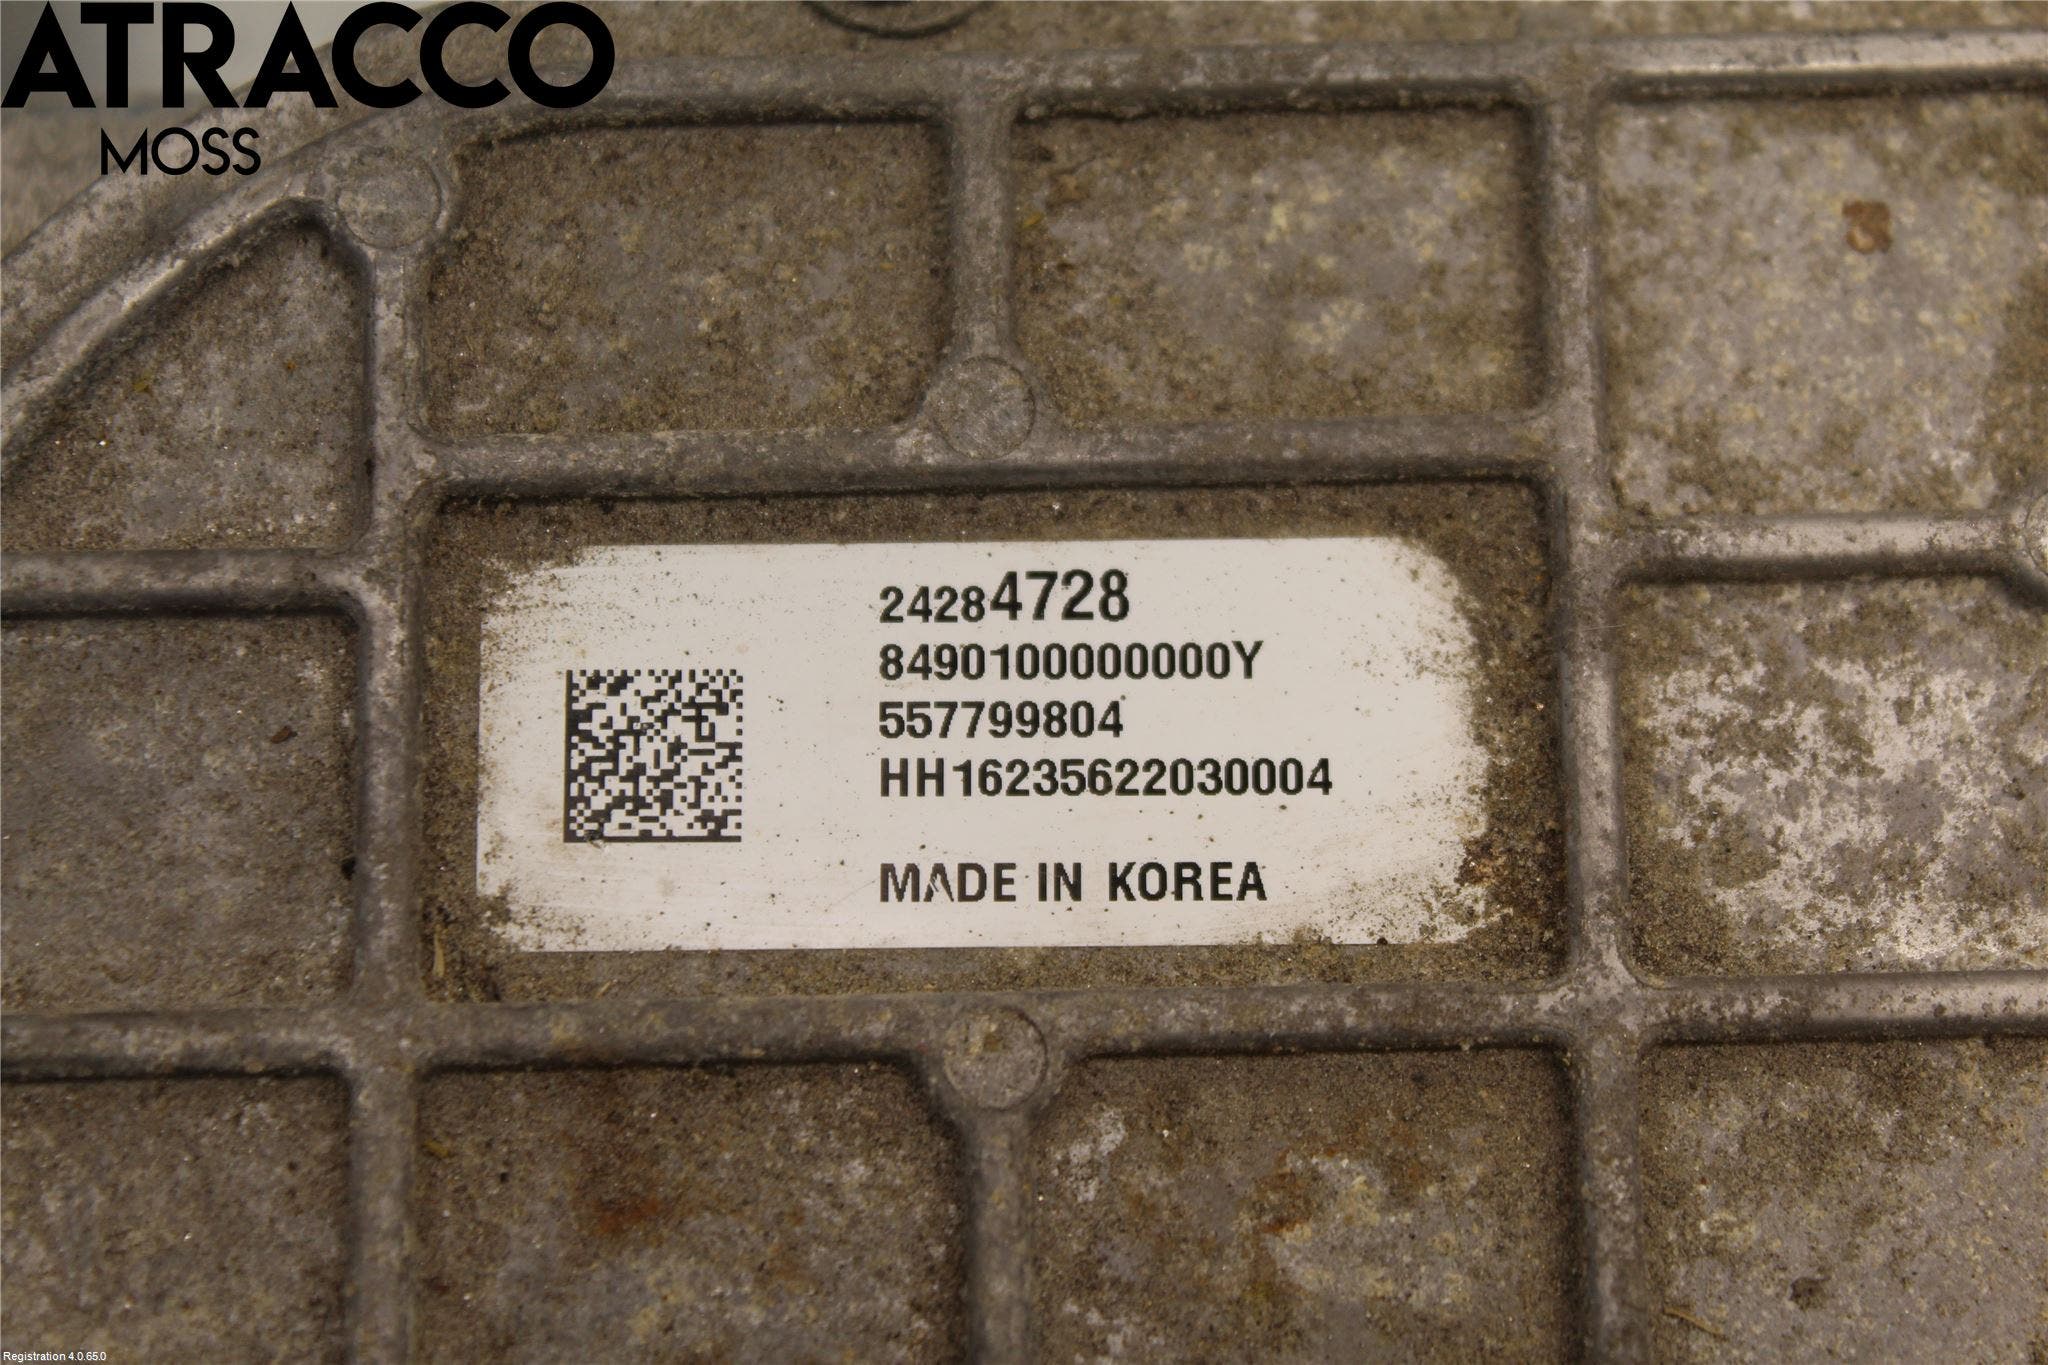 ATRACCO
MOSS
24284728
8490100000000Y
557799804
HH16235622030004
MADE IN KOREA
Registration 4.0.65.0